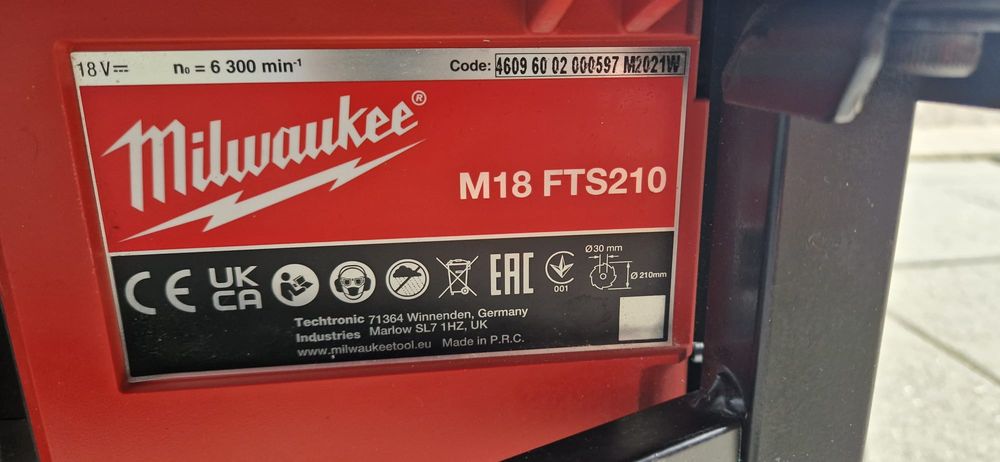 18 V n₀ = 6 300 min⁻¹ Code: 4609 60 02 000597 M2021W
Milwaukee®
M18 FTS210
CE UK CA EAC 001 Ø30 mm Ø 210mm
Techtronic 71364 Winnenden, Germany
Industries Marlow SL7 1HZ, UK
www.milwaukeetool.eu Made in P.R.C.